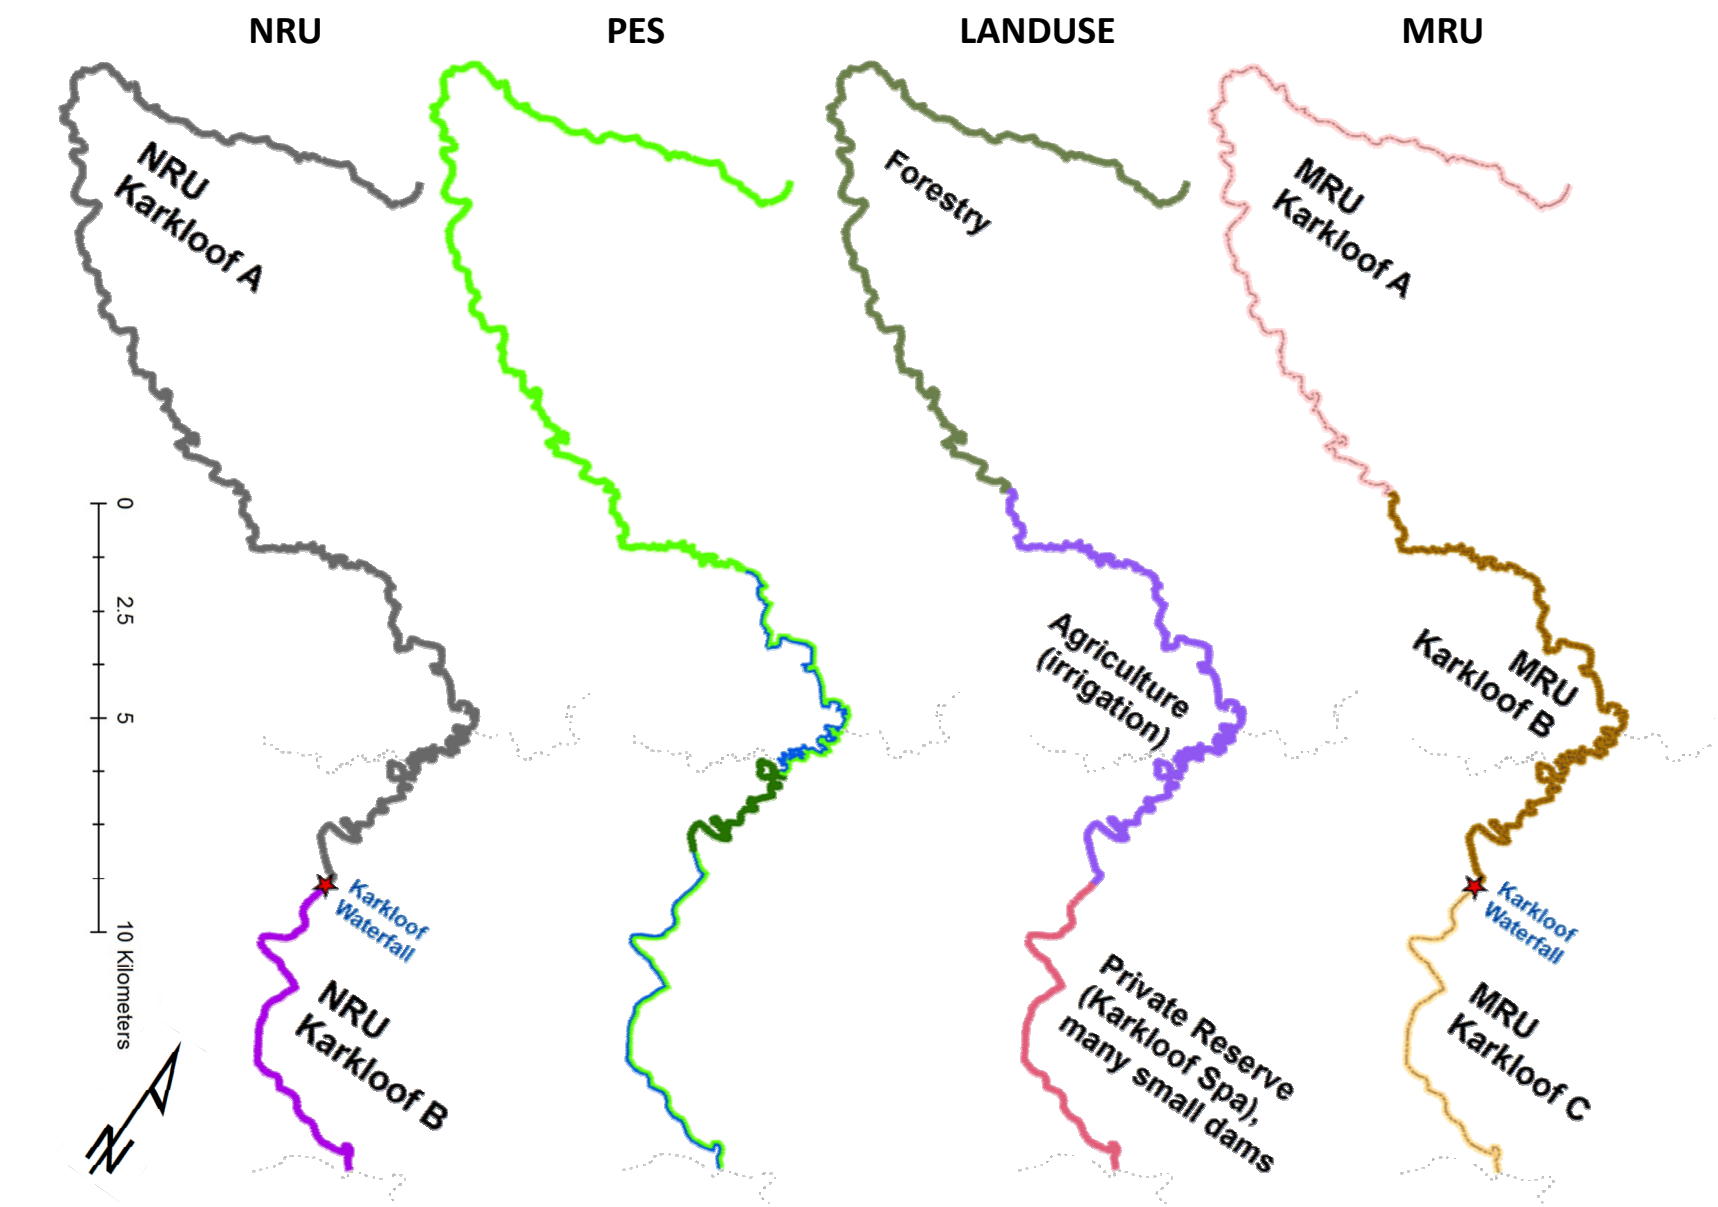 NRU
PES
LANDUSE
MRU
NRU
Karkloof A
Forestry
MRU
Karkloof A
0
2.5
5
10 Kilometers
Agriculture
(irrigation)
MRU
Karkloof B
Karkloof
Waterfall
Karkloof
Waterfall
NRU
Karkloof B
Private Reserve
(Karkloof Spa),
many small dams
MRU
Karkloof C
N